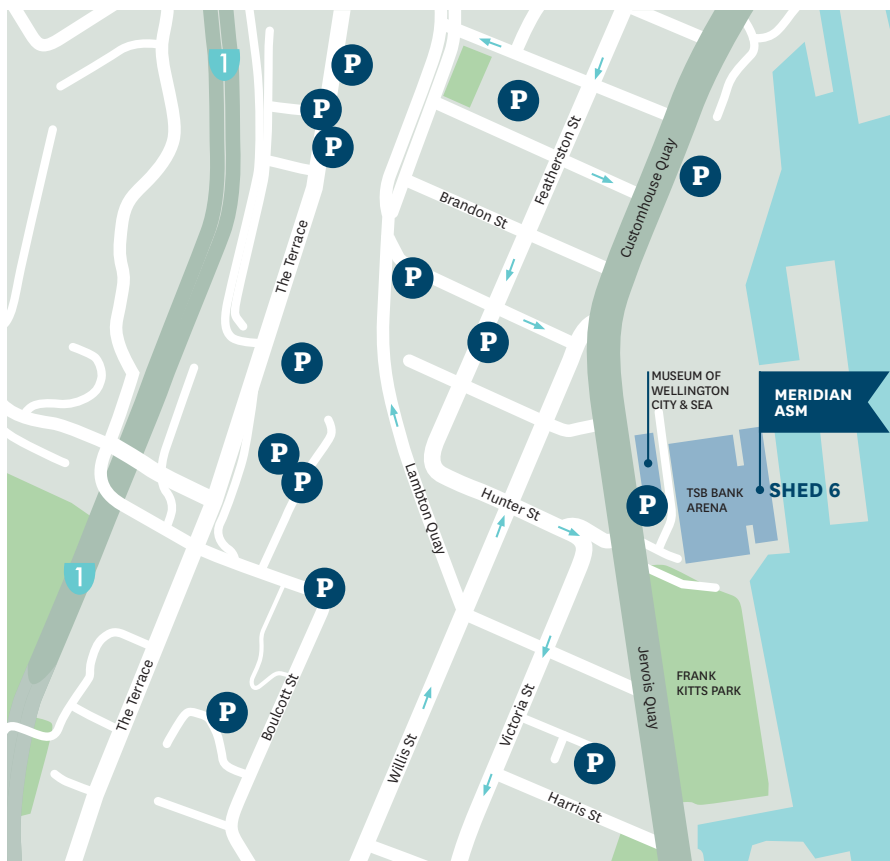 1
P
P
P
P
Featherston St
Customhouse Quay
P
Brandon St
The Terrace
P
P
P
MUSEUM OF
WELLINGTON
CITY & SEA
MERIDIAN
ASM
P
P
Lambton Quay
Hunter St
P
TSB BANK
ARENA
SHED 6
1
P
Jervois Quay
FRANK
KITTS PARK
The Terrace
P
Boulcott St
Willis St
Victoria St
P
Harris St